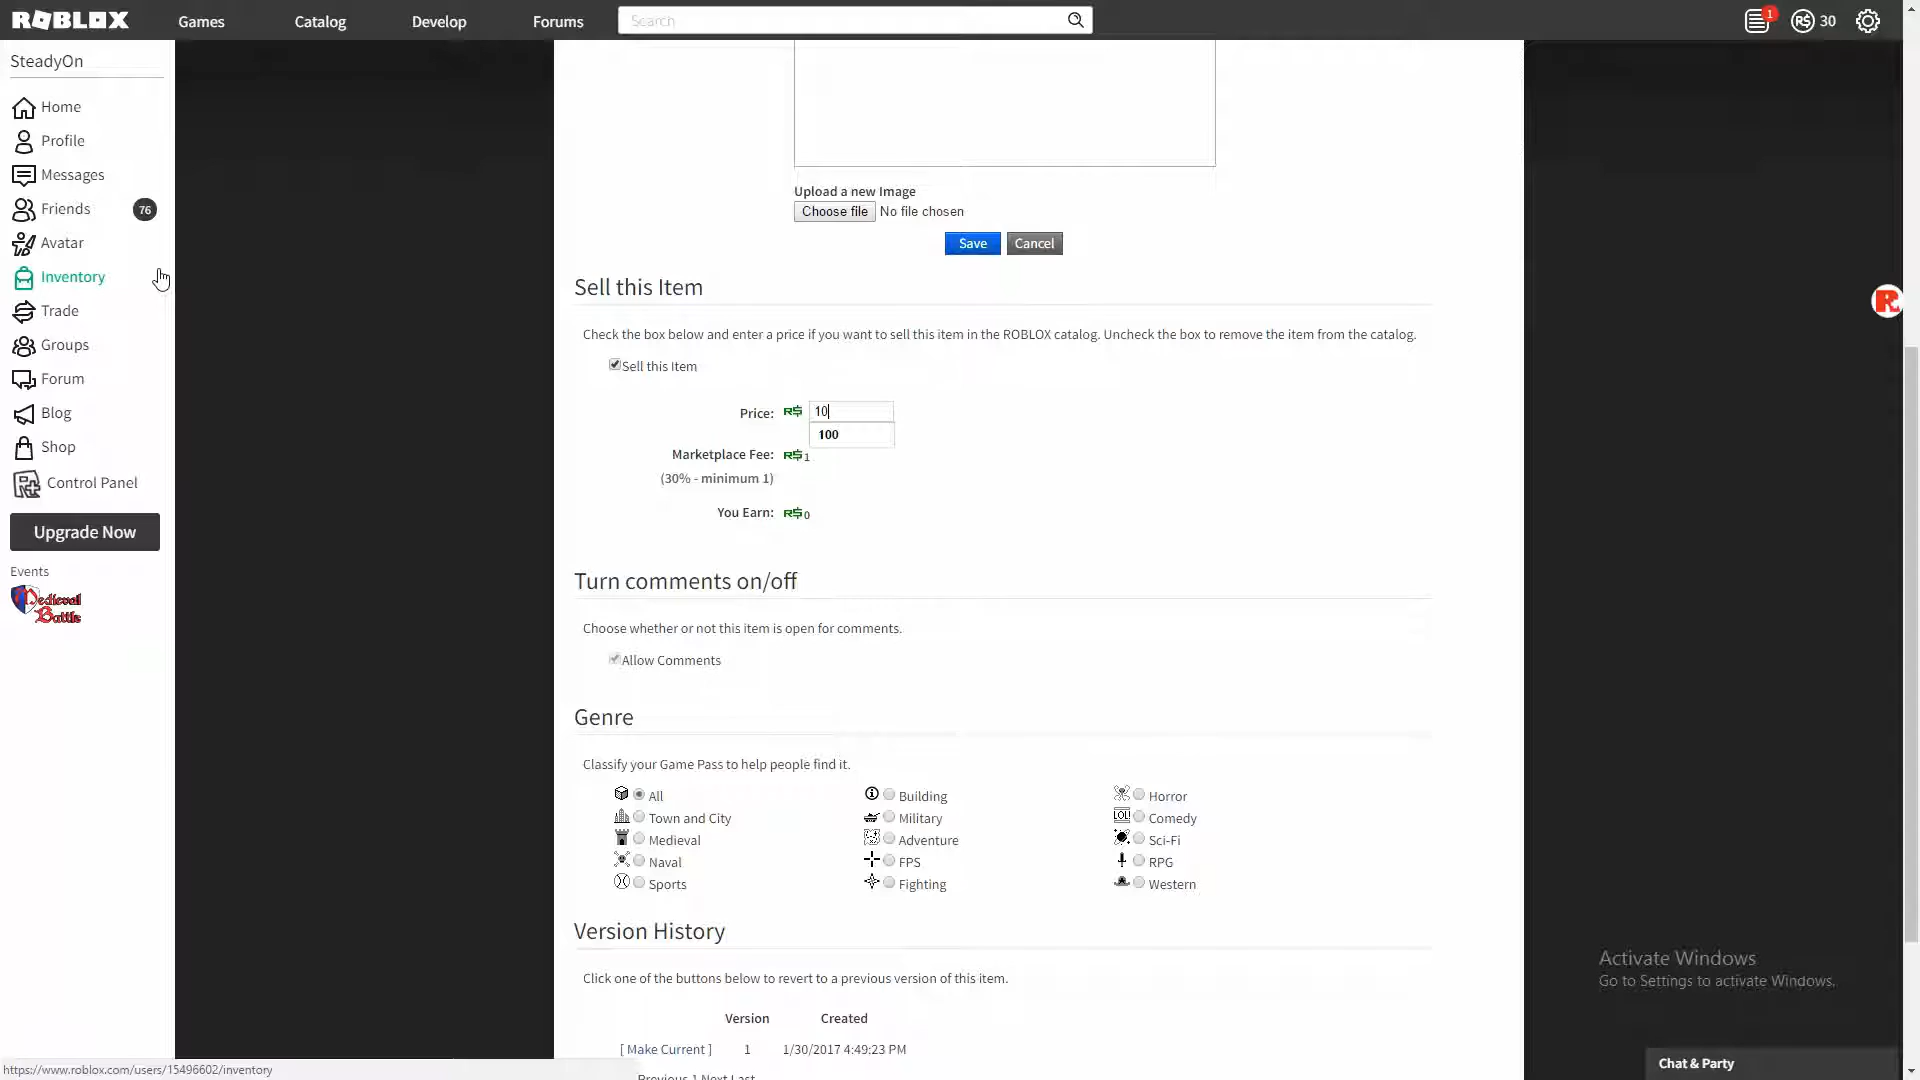 ROBLOX
Games
Catalog
Develop
Forums
Search
1
R$ 30
SteadyOn
Home
Profile
Messages
Friends 76
Avatar
Inventory
Trade
Groups
Forum
Blog
Shop
Control Panel
Upgrade Now
Events
Medieval
Battle
Upload a new Image
Choose file No file chosen
Save Cancel
Sell this Item
Check the box below and enter a price if you want to sell this item in the ROBLOX catalog. Uncheck the box to remove the item from the catalog.
Sell this Item
Price: R$ 10
100
Marketplace Fee: R$ 1
(30% - minimum 1)
You Earn: R$ 0
Turn comments on/off
Choose whether or not this item is open for comments.
Allow Comments
Genre
Classify your Game Pass to help people find it.
All Building Horror
Town and City Military LOL Comedy
Medieval Adventure Sci-Fi
Naval FPS RPG
Sports Fighting Western
Version History
Click one of the buttons below to revert to a previous version of this item.
Version Created
[ Make Current ] 1 1/30/2017 4:49:23 PM
Previous 1 Next Last
R
Activate Windows
Go to Settings to activate Windows.
Chat & Party
https://www.roblox.com/users/15496602/inventory